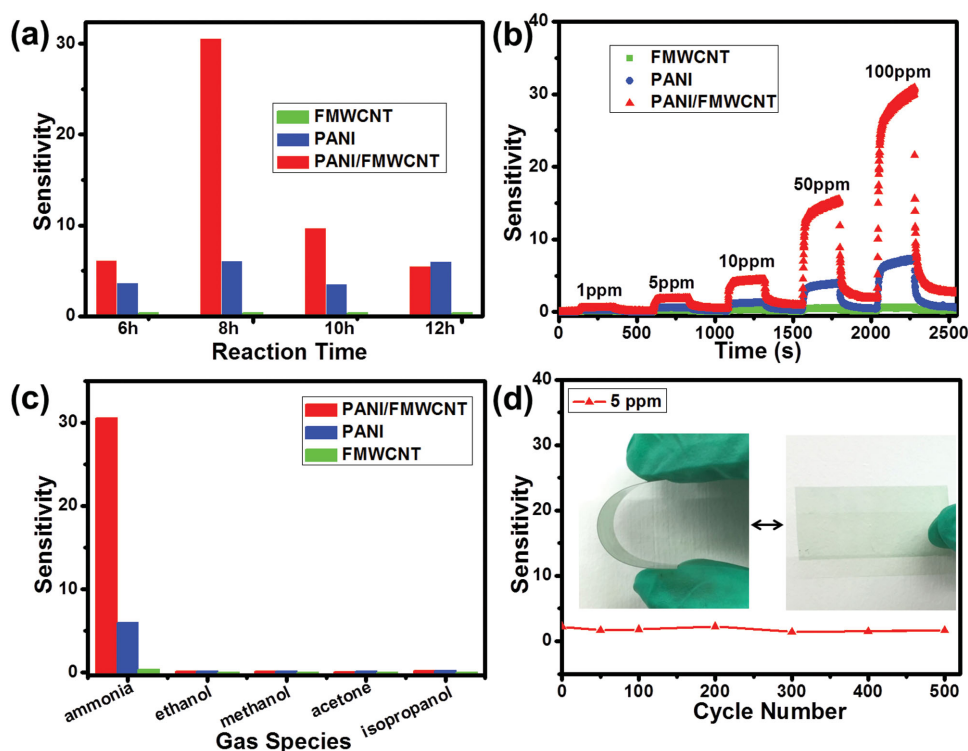 (a)
30
20
10
0
Sensitivity
FMWCNT
PANI
PANI/FMWCNT
6h
8h
10h
12h
Reaction Time
(b)
40
30
20
10
0
Sensitivity
FMWCNT
PANI
PANI/FMWCNT
1ppm
5ppm
10ppm
50ppm
100ppm
0
500
1000
1500
2000
2500
Time (s)
(c)
30
20
10
0
Sensitivity
PANI/FMWCNT
PANI
FMWCNT
ammonia
ethanol
methanol
acetone
isopropanol
Gas Species
(d)
40
30
20
10
0
Sensitivity
5 ppm
0
100
200
300
400
500
Cycle Number